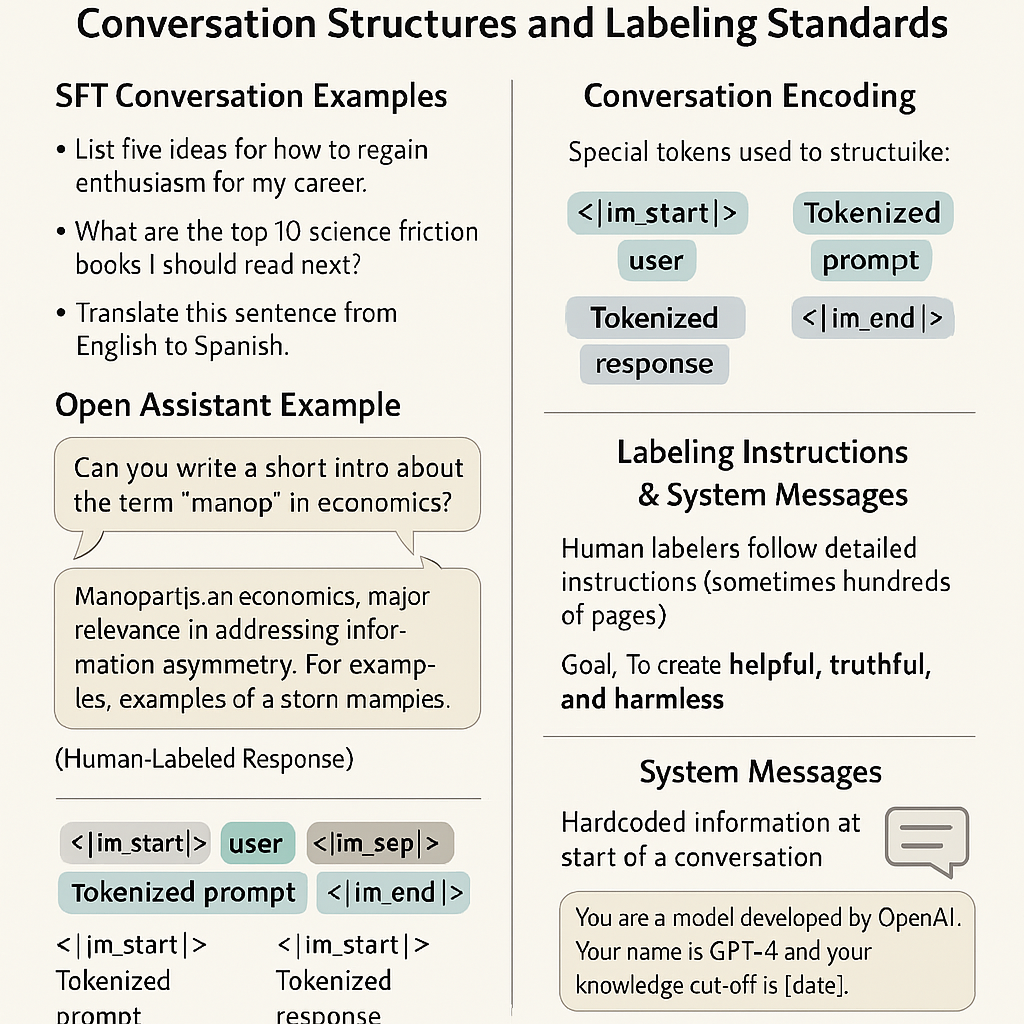 Conversation Structures and Labeling Standards
SFT Conversation Examples
• List five ideas for how to regain
enthusiasm for my career.
• What are the top 10 science friction
books I should read next?
• Translate this sentence from
English to Spanish.
Open Assistant Example
Can you write a short intro about
the term "manop" in economics?
Manopartjs.an economics, major
relevance in addressing infor-
mation asymmetry. For examp-
les, examples of a storn mampies.
(Human-Labeled Response)
<|im_start|> user <|im_sep|>
Tokenized prompt <|im_end|>
<|jm_start|> <|im_start|>
Tokenized Tokenized
prompt response
Conversation Encoding
Special tokens used to structuike:
<|im_start|> Tokenized
user prompt
Tokenized <|im_end|>
response
Labeling Instructions
& System Messages
Human labelers follow detailed
instructions (sometimes hundreds
of pages)
Goal, To create helpful, truthful,
and harmless
System Messages
Hardcoded information at
start of a conversation
You are a model developed by OpenAI.
Your name is GPT-4 and your
knowledge cut-off is [date].